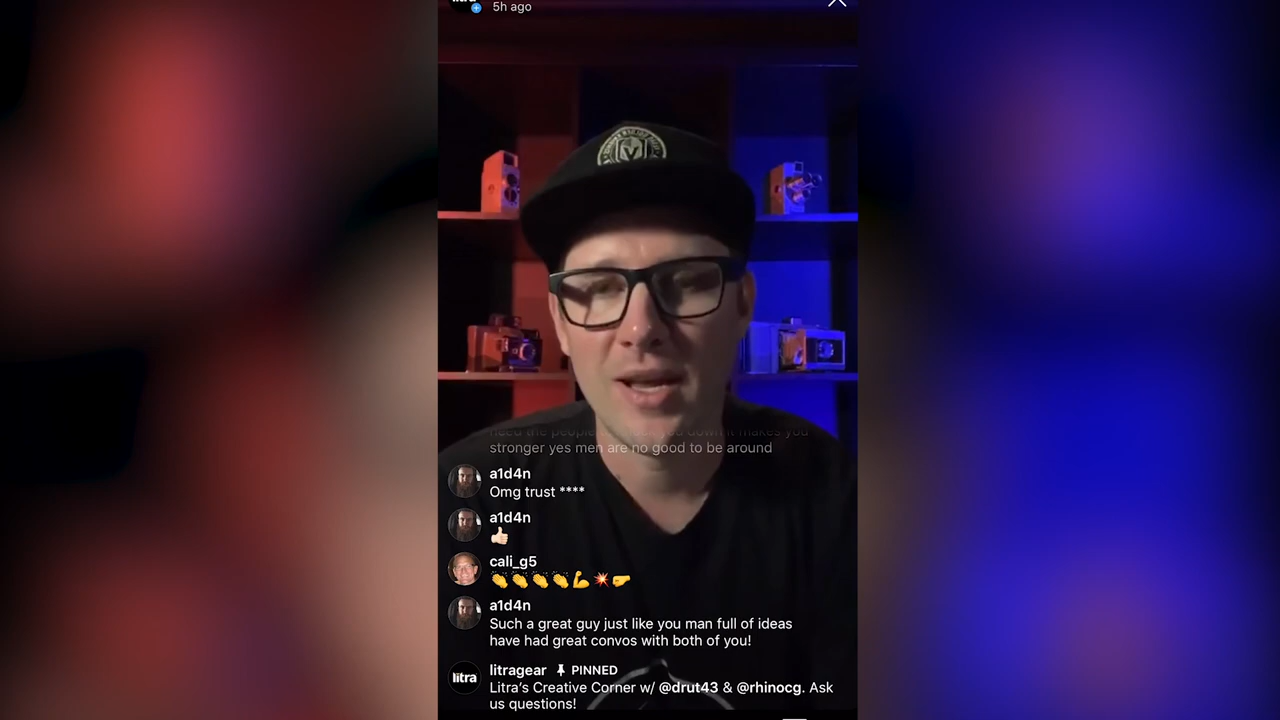 5h ago
V
stronger yes men are no good to be around
a1d4n
Omg trust ****
a1d4n
👍🏻
cali_g5
👏👏👏👏💪💥🤛
a1d4n
Such a great guy just like you man full of ideas
have had great convos with both of you!
litra
litragear 📌 PINNED
Litra's Creative Corner w/ @drut43 & @rhinocg. Ask
us questions!